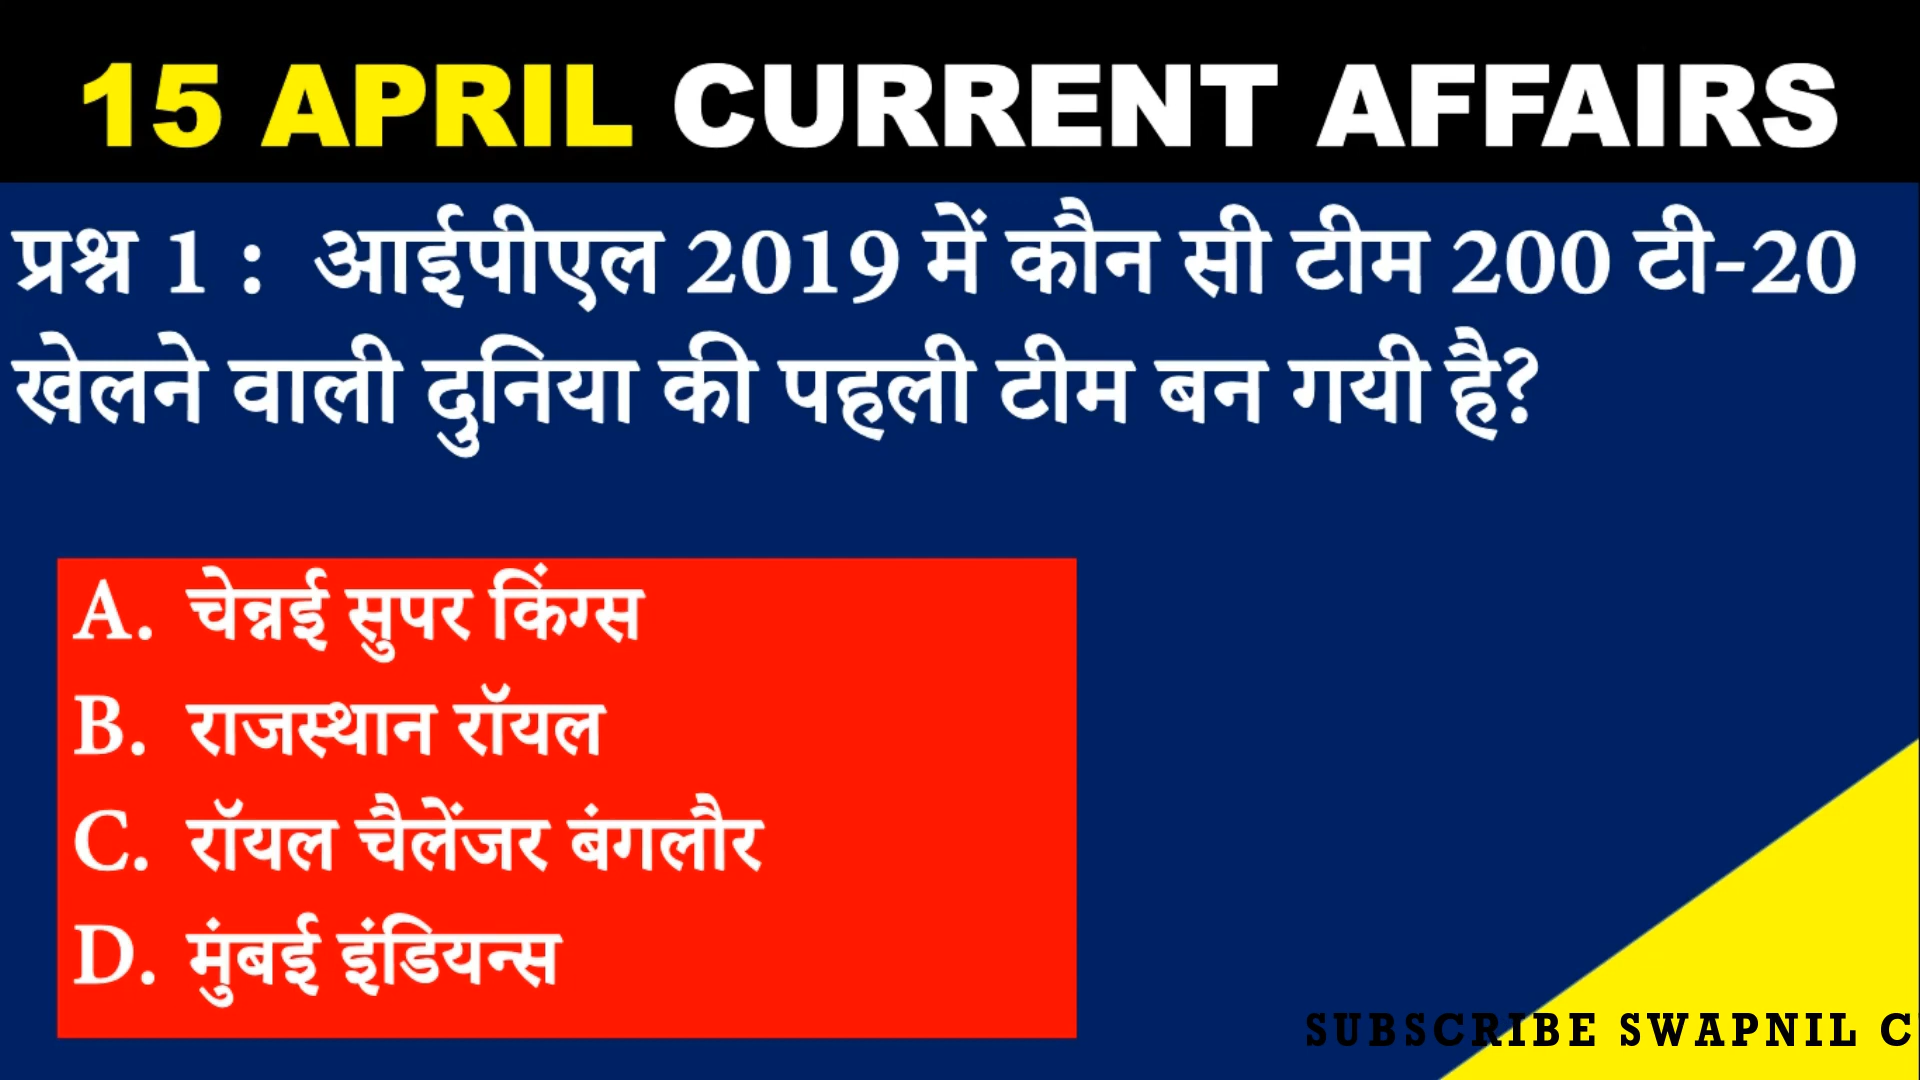 15 APRIL CURRENT AFFAIRS
प्रश्न 1 : आईपीएल 2019 में कौन सी टीम 200 टी-20
खेलने वाली दुनिया की पहली टीम बन गयी है?
A. चेन्नई सुपर किंग्स
B. राजस्थान रॉयल
C. रॉयल चैलेंजर बंगलौर
D. मुंबई इंडियन्स
SUBSCRIBE SWAPNIL C